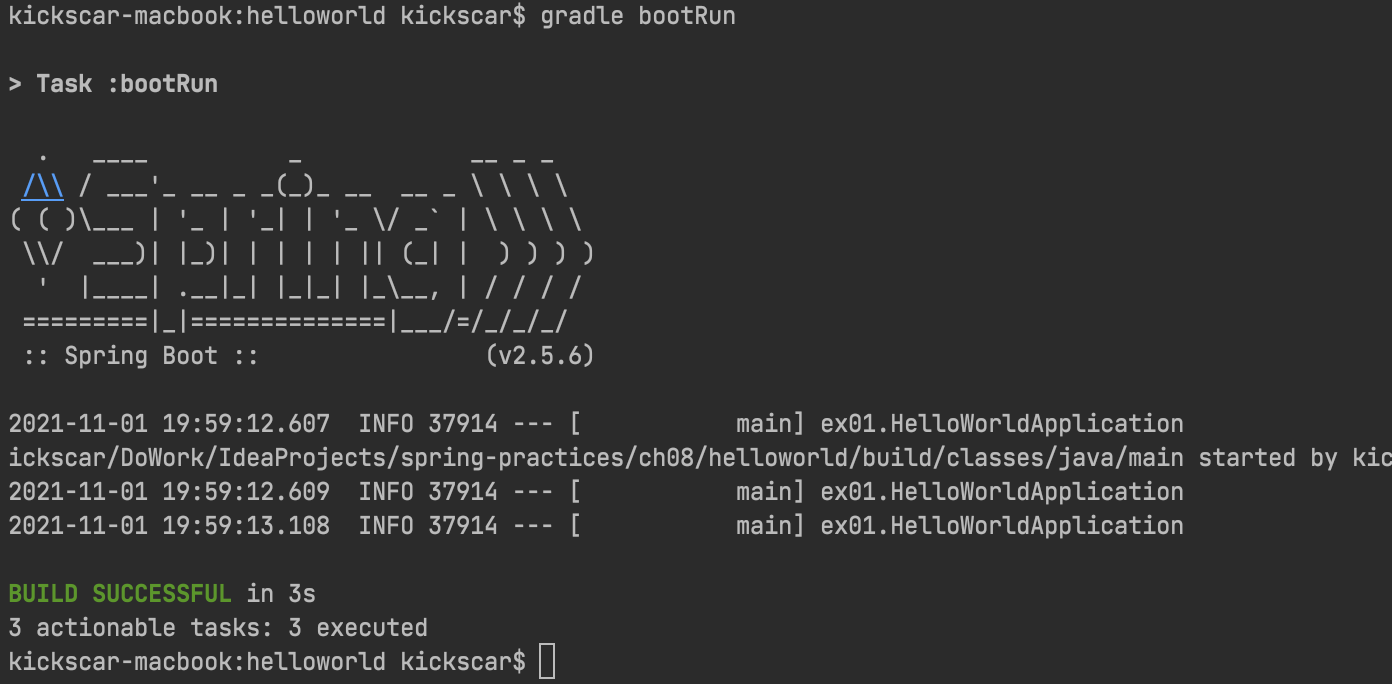 kickscar-macbook:helloworld kickscar$ gradle bootRun
> Task :bootRun
  .   ____          _            __ _ _
 /\\ / ___'_ __ _ _(_)_ __  __ _ \ \ \ \
( ( )\___ | '_ | '_| | '_ \/ _` | \ \ \ \
 \\/  ___)| |_)| | | | | || (_| |  ) ) ) )
  '  |____| .__|_| |_|_| |_\__, | / / / /
 =========|_|==============|___/=/_/_/_/
 :: Spring Boot ::                (v2.5.6)
2021-11-01 19:59:12.607  INFO 37914 --- [           main] ex01.HelloWorldApplication
ickscar/DoWork/IdeaProjects/spring-practices/ch08/helloworld/build/classes/java/main started by kic
2021-11-01 19:59:12.609  INFO 37914 --- [           main] ex01.HelloWorldApplication
2021-11-01 19:59:13.108  INFO 37914 --- [           main] ex01.HelloWorldApplication
BUILD SUCCESSFUL in 3s
3 actionable tasks: 3 executed
kickscar-macbook:helloworld kickscar$